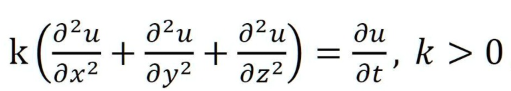 k(∂²u/∂x² + ∂²u/∂y² + ∂²u/∂z²) = ∂u/∂t, k > 0